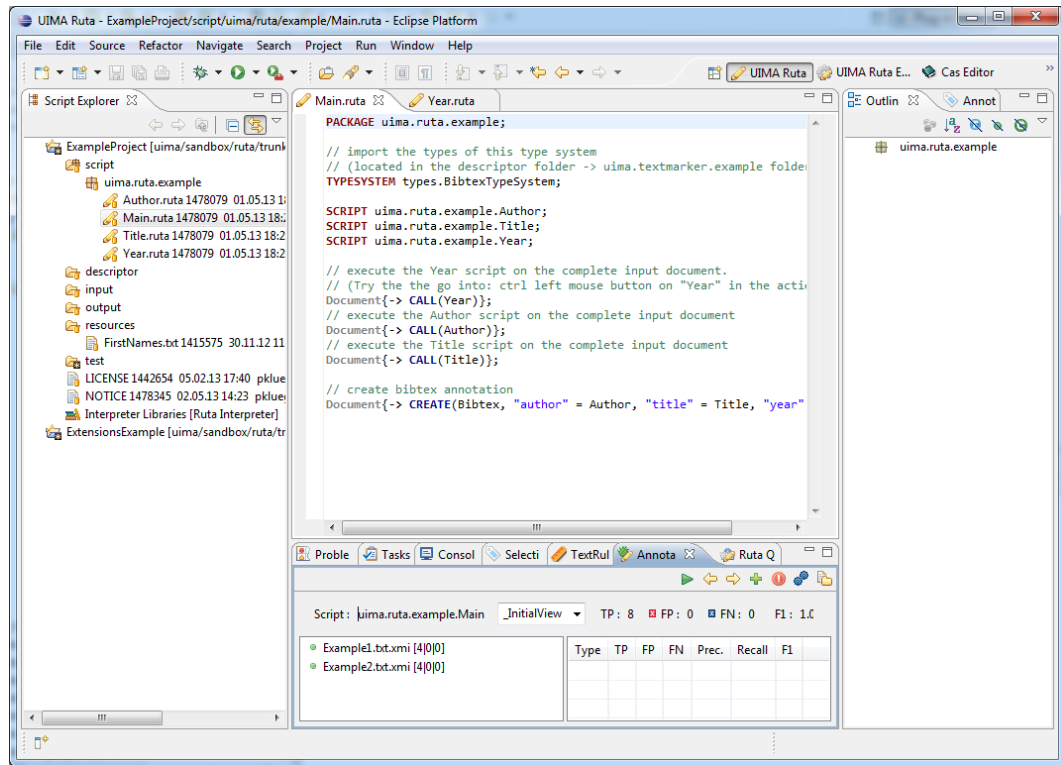 UIMA Ruta - ExampleProject/script/uima/ruta/example/Main.ruta - Eclipse Platform
File Edit Source Refactor Navigate Search Project Run Window Help
UIMA Ruta UIMA Ruta E... Cas Editor »
Script Explorer
ExampleProject [uima/sandbox/ruta/trunk
script
uima.ruta.example
Author.ruta 1478079 01.05.13 18:
Main.ruta 1478079 01.05.13 18:2
Title.ruta 1478079 01.05.13 18:2
Year.ruta 1478079 01.05.13 18:2
descriptor
input
output
resources
FirstNames.txt 1415575 30.11.12 11
test
LICENSE 1442654 05.02.13 17:40 pklue
NOTICE 1478345 02.05.13 14:23 pklue
Interpreter Libraries [Ruta Interpreter]
ExtensionsExample [uima/sandbox/ruta/tr
Main.ruta Year.ruta
PACKAGE uima.ruta.example;
// import the types of this type system
// (located in the descriptor folder -> uima.textmarker.example folde
TYPESYSTEM types.BibtexTypeSystem;
SCRIPT uima.ruta.example.Author;
SCRIPT uima.ruta.example.Title;
SCRIPT uima.ruta.example.Year;
// execute the Year script on the complete input document.
// (Try the the go into: ctrl left mouse button on "Year" in the acti
Document{-> CALL(Year)};
// execute the Author script on the complete input document
Document{-> CALL(Author)};
// execute the Title script on the complete input document
Document{-> CALL(Title)};
// create bibtex annotation
Document{-> CREATE(Bibtex, "author" = Author, "title" = Title, "year"
Outlin Annot
uima.ruta.example
Proble Tasks Consol Selecti TextRul Annota Ruta Q
Script : uima.ruta.example.Main _InitialView TP : 8 FP : 0 FN : 0 F1 : 1.0
Example1.txt.xmi [4|0|0]
Example2.txt.xmi [4|0|0]
Type TP FP FN Prec. Recall F1